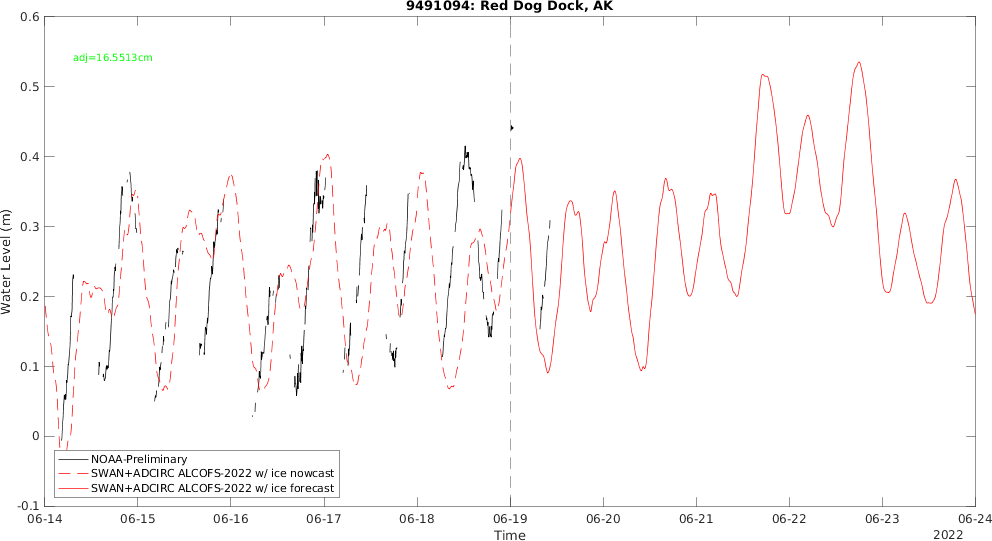 9491094: Red Dog Dock, AK
adj=16.5513cm
Water Level (m)
0.6
0.5
0.4
0.3
0.2
0.1
0
-0.1
NOAA-Preliminary
SWAN+ADCIRC ALCOFS-2022 w/ ice nowcast
SWAN+ADCIRC ALCOFS-2022 w/ ice forecast
06-14 06-15 06-16 06-17 06-18 06-19 06-20 06-21 06-22 06-23 06-24
Time
2022